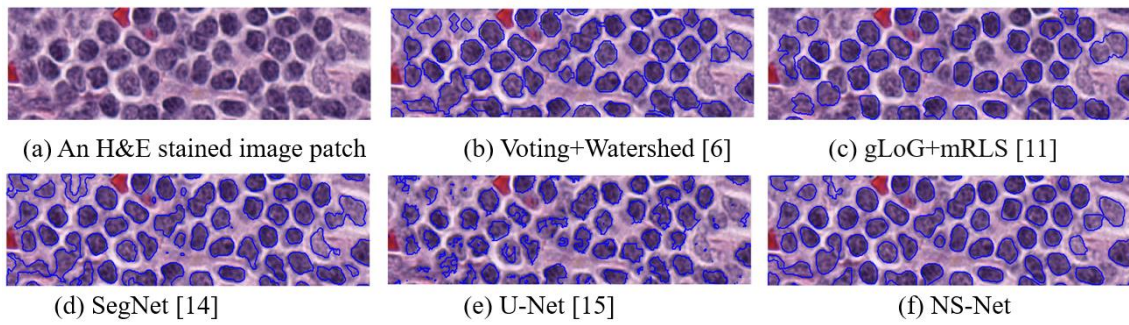 (a) An H&E stained image patch
(b) Voting+Watershed [6]
(c) gLoG+mRLS [11]
(d) SegNet [14]
(e) U-Net [15]
(f) NS-Net